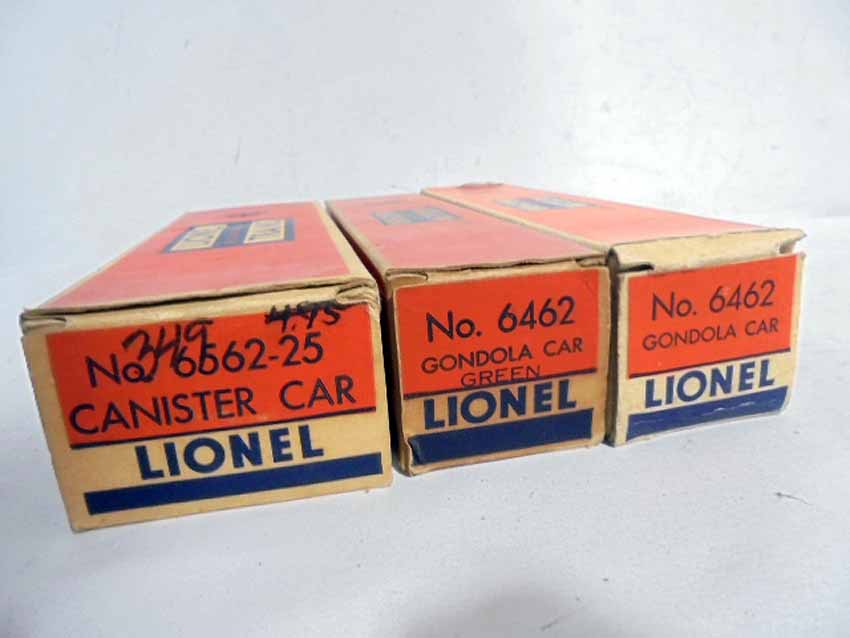 349 4.95
No. 6562-25
CANISTER CAR
LIONEL
No. 6462
GONDOLA CAR
GREEN
LIONEL
No. 6462
GONDOLA CAR
LIONEL